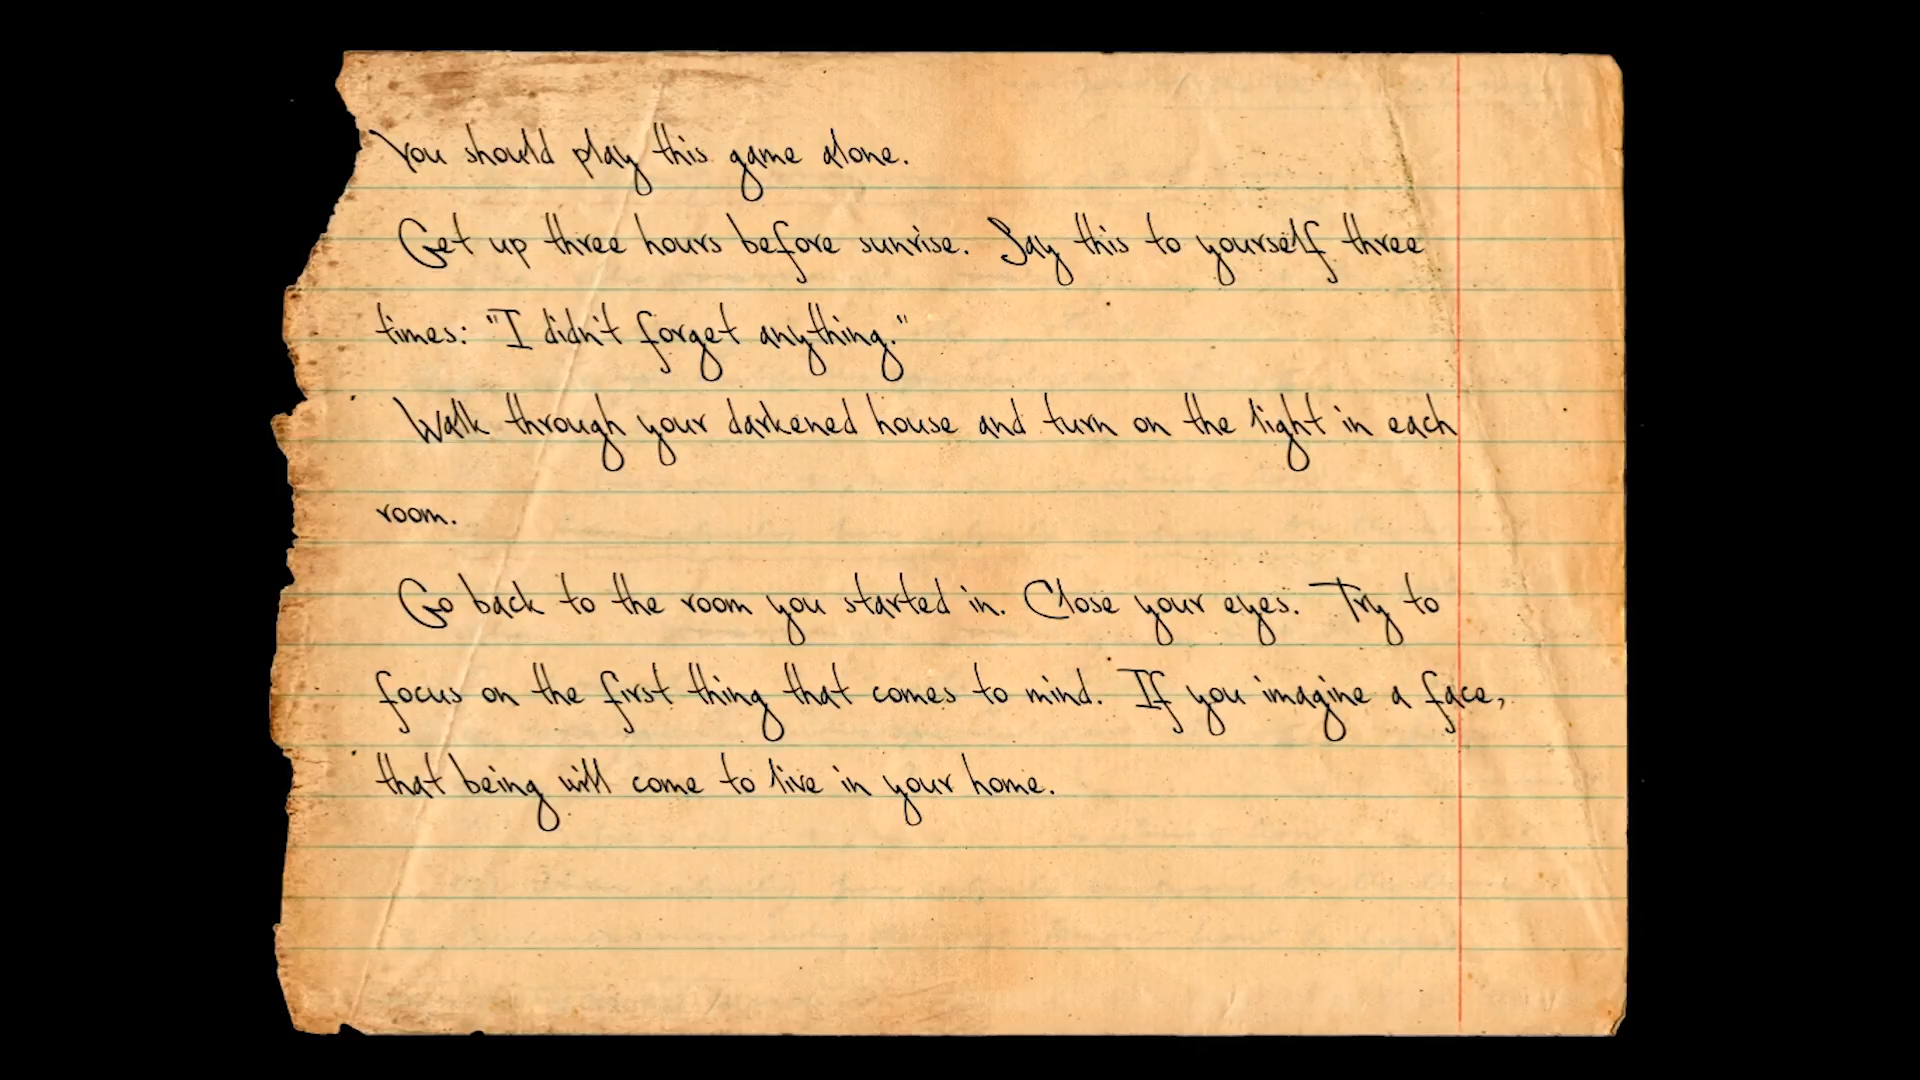 You should play this game alone.
Get up three hours before sunrise. Say this to yourself three
times: "I didn't forget anything."
Walk through your darkened house and turn on the light in each
room.
Go back to the room you started in. Close your eyes. Try to
focus on the first thing that comes to mind. If you imagine a face,
that being will come to live in your home.